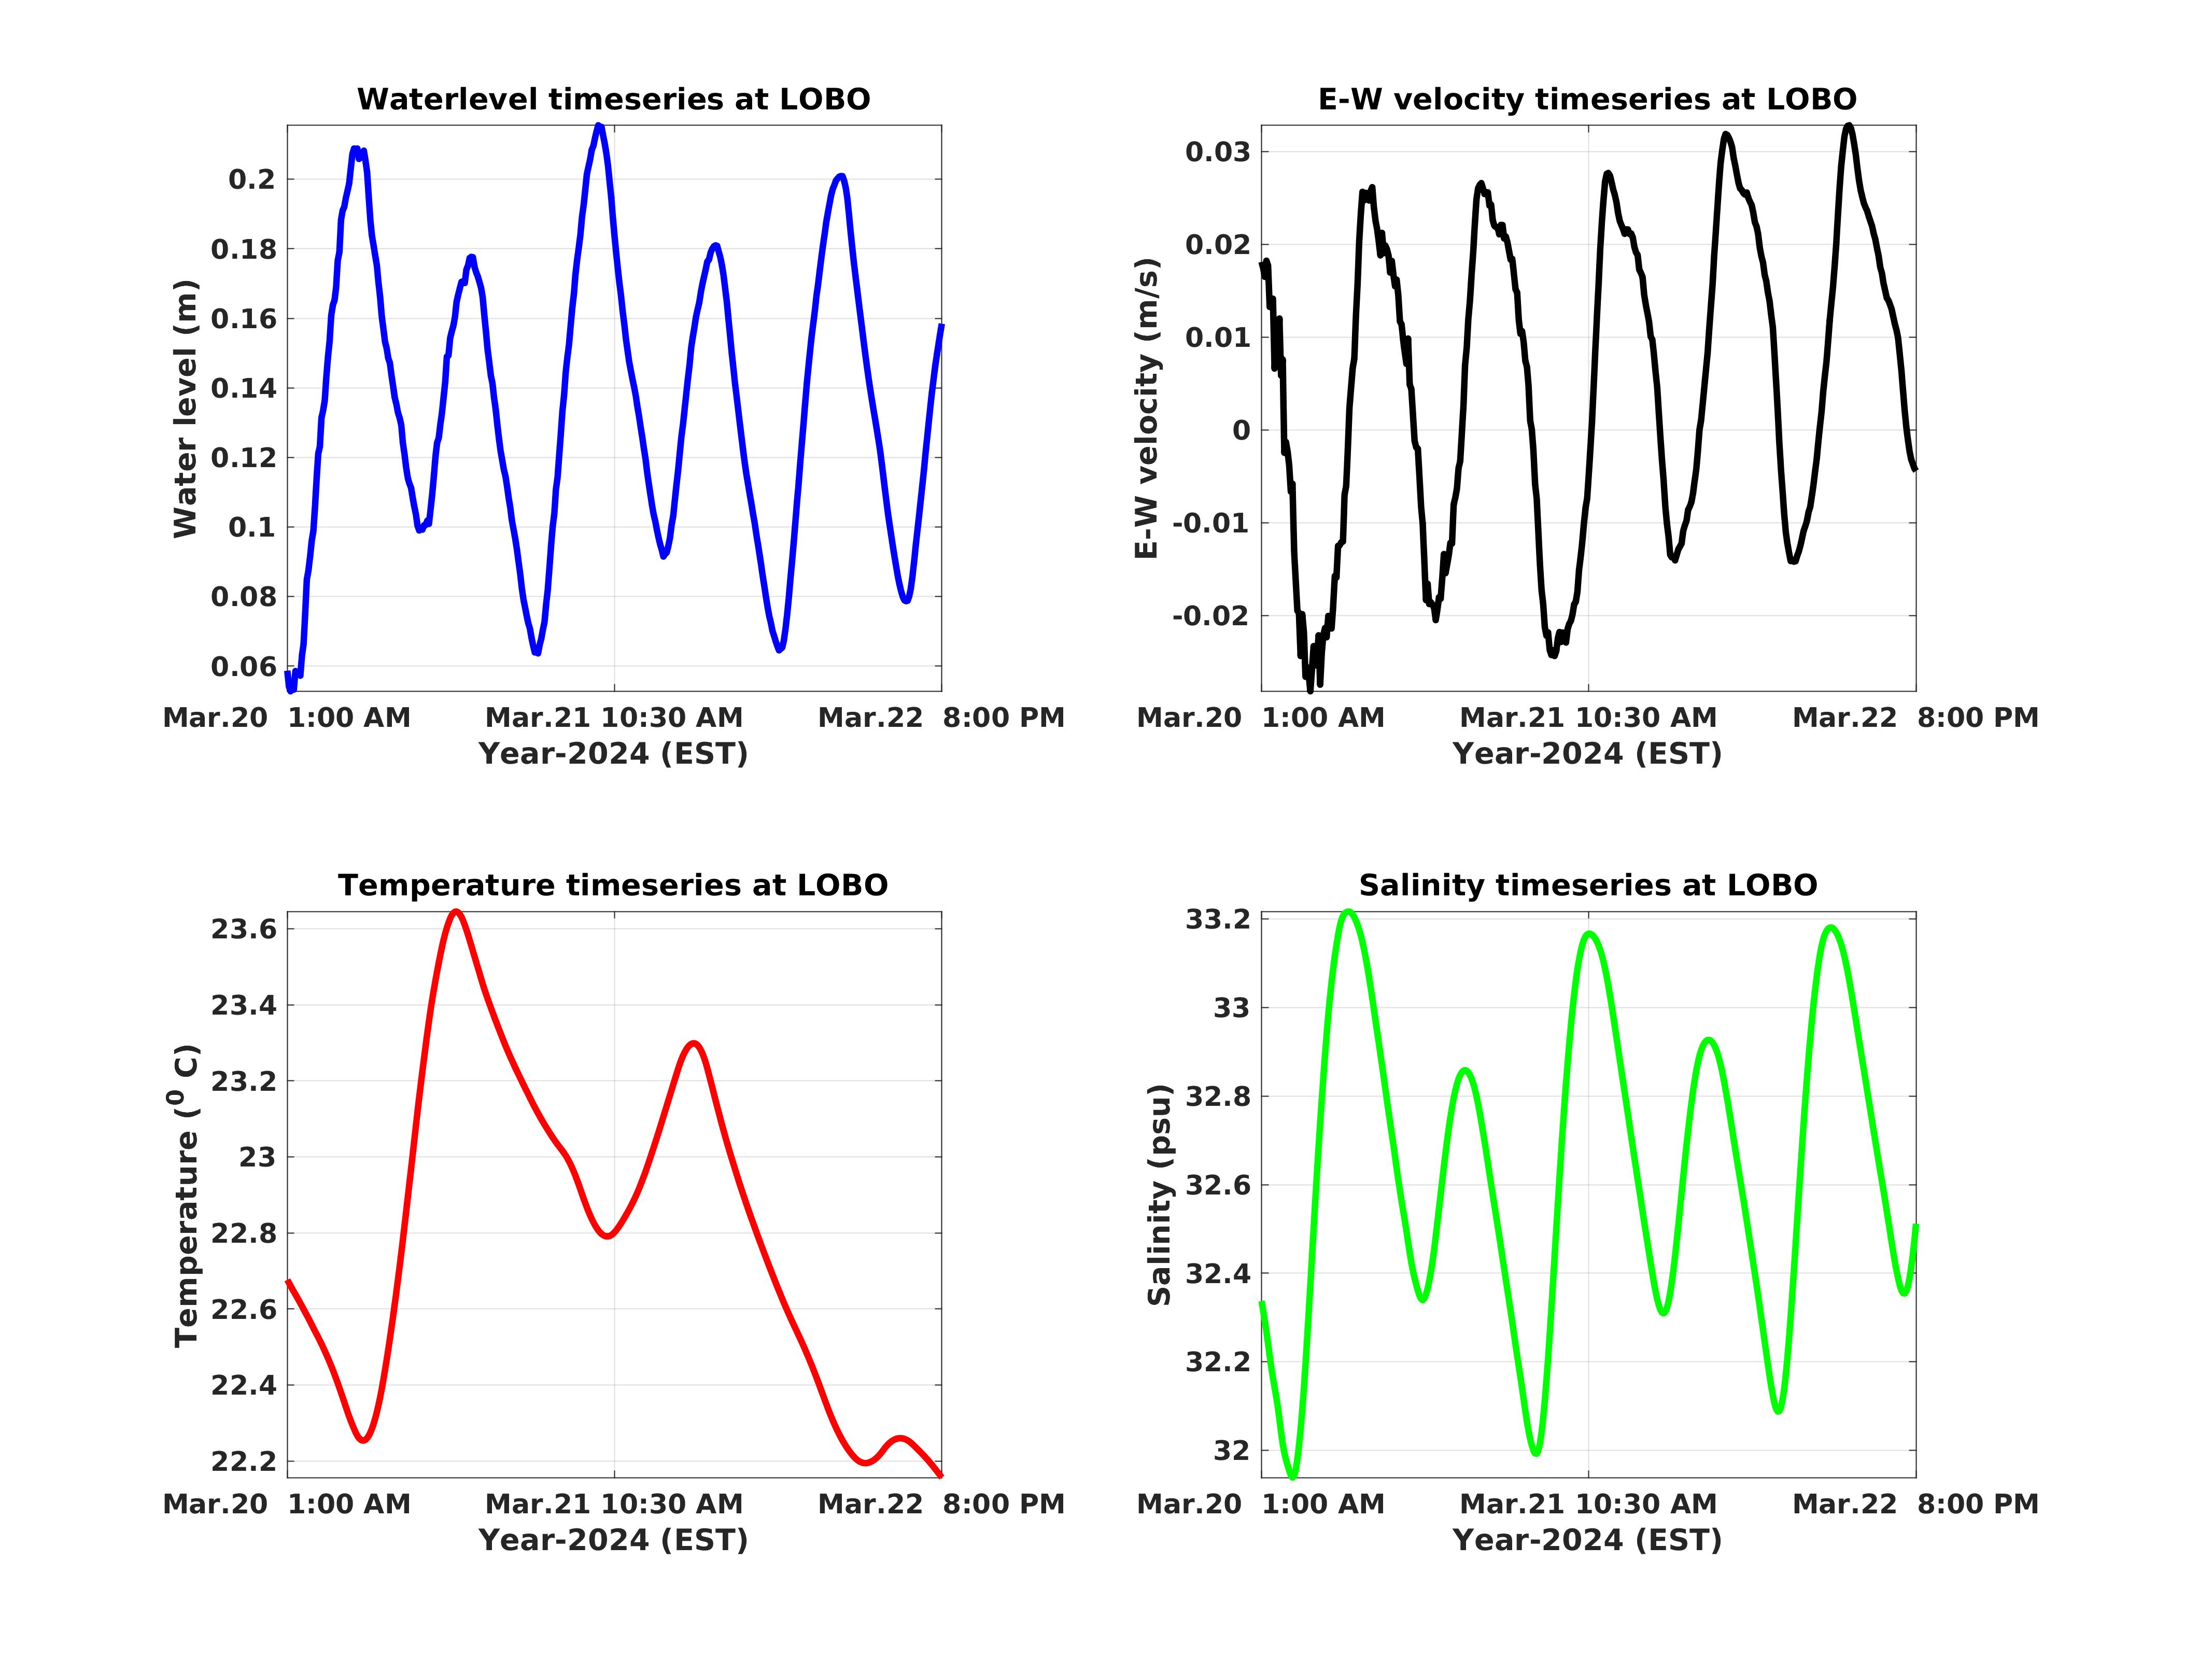 Waterlevel timeseries at LOBO
0.2
0.18
0.16
0.14
0.12
0.1
0.08
0.06
Water level (m)
Mar.20 1:00 AM Mar.21 10:30 AM Mar.22 8:00 PM
Year-2024 (EST)
E-W velocity timeseries at LOBO
0.03
0.02
0.01
0
-0.01
-0.02
E-W velocity (m/s)
Mar.20 1:00 AM Mar.21 10:30 AM Mar.22 8:00 PM
Year-2024 (EST)
Temperature timeseries at LOBO
23.6
23.4
23.2
23
22.8
22.6
22.4
22.2
Temperature (⁰ C)
Mar.20 1:00 AM Mar.21 10:30 AM Mar.22 8:00 PM
Year-2024 (EST)
Salinity timeseries at LOBO
33.2
33
32.8
32.6
32.4
32.2
32
Salinity (psu)
Mar.20 1:00 AM Mar.21 10:30 AM Mar.22 8:00 PM
Year-2024 (EST)